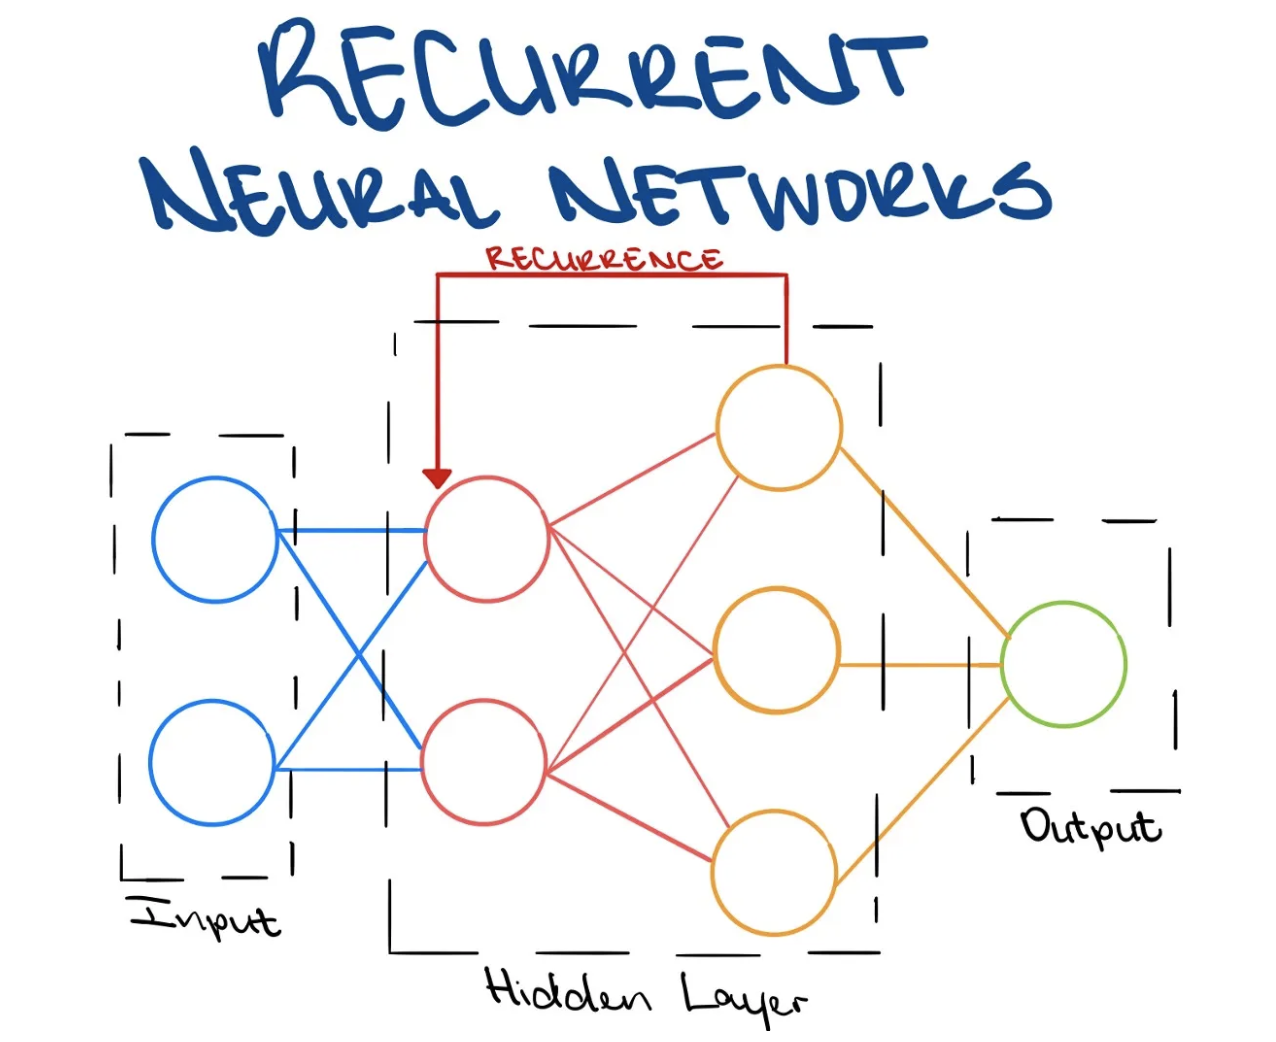 RECURRENT
NEURAL NETWORKS
RECURRENCE
Input
Hidden Layer
Output